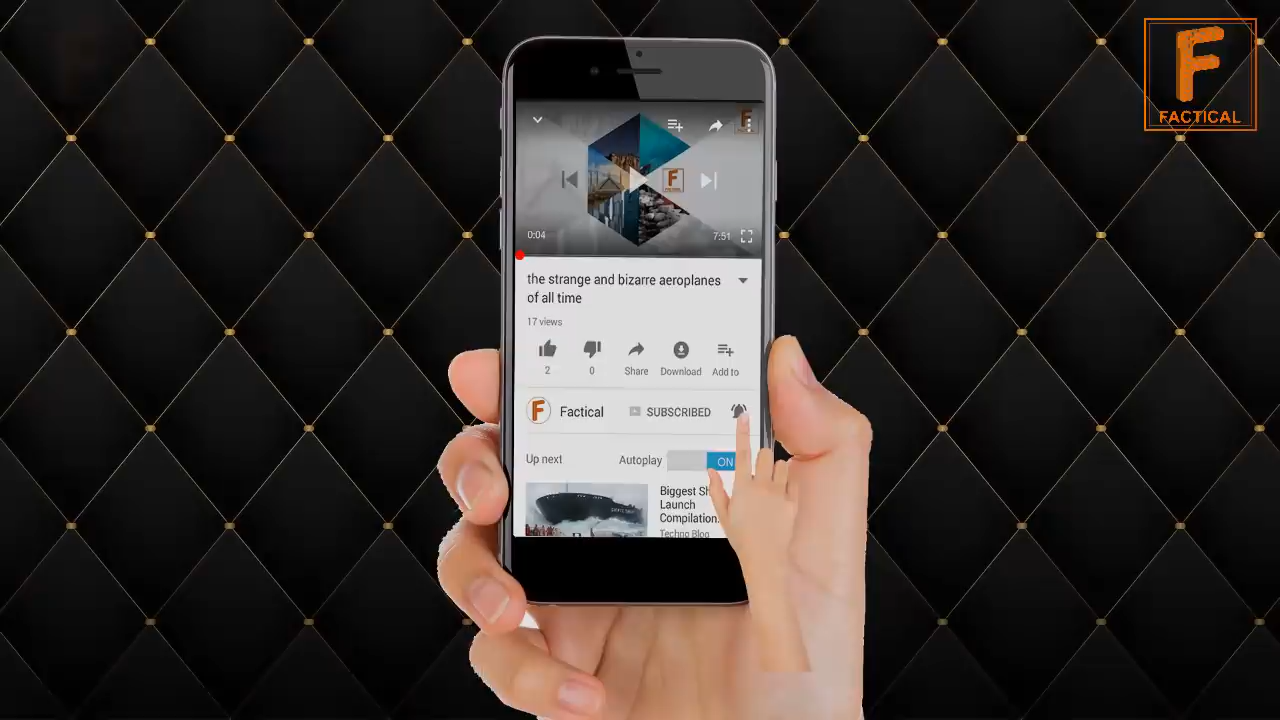 F
FACTICAL
F
F
0:04
7:51
the strange and bizarre aeroplanes
of all time
17 views
2
0
Share
Download
Add to
F
Factical
SUBSCRIBED
Up next
Autoplay
ON
Biggest Sh
Launch
Compilation.
Techno Blog